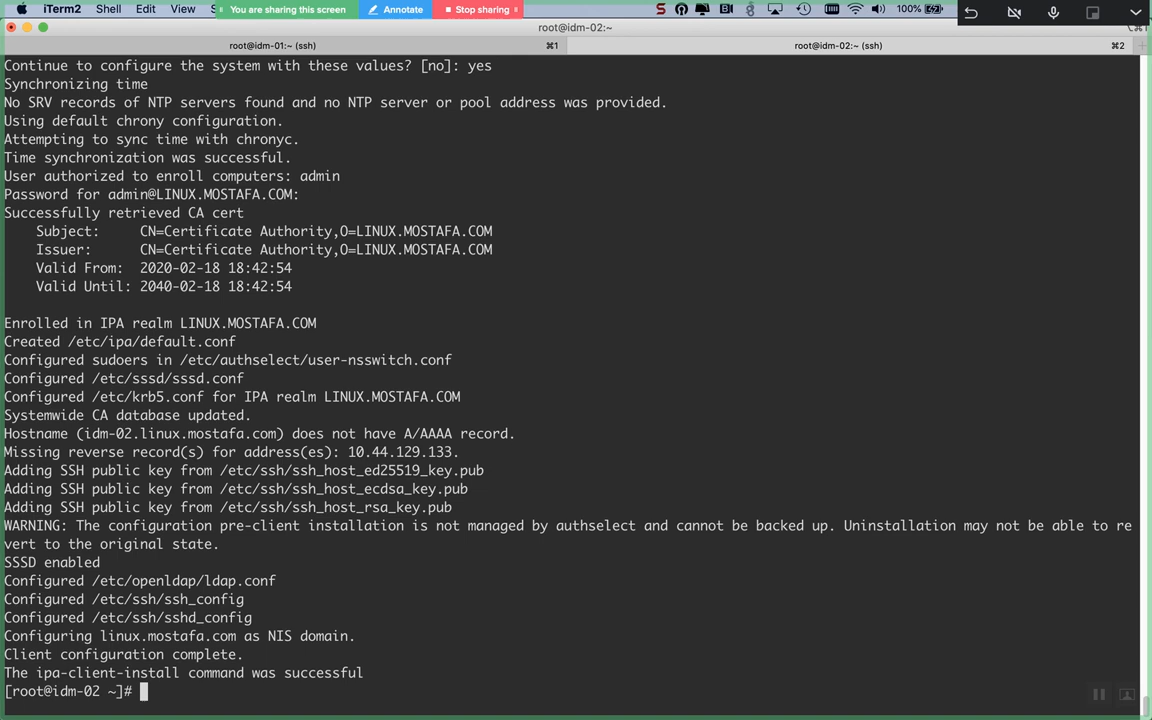 iTerm2 Shell Edit View You are sharing this screen Annotate Stop sharing 100%
root@idm-02:~
root@idm-01:~ (ssh) ⌘1 root@idm-02:~ (ssh) ⌘2
Continue to configure the system with these values? [no]: yes
Synchronizing time
No SRV records of NTP servers found and no NTP server or pool address was provided.
Using default chrony configuration.
Attempting to sync time with chronyc.
Time synchronization was successful.
User authorized to enroll computers: admin
Password for admin@LINUX.MOSTAFA.COM:
Successfully retrieved CA cert
Subject: CN=Certificate Authority,O=LINUX.MOSTAFA.COM
Issuer: CN=Certificate Authority,O=LINUX.MOSTAFA.COM
Valid From: 2020-02-18 18:42:54
Valid Until: 2040-02-18 18:42:54
Enrolled in IPA realm LINUX.MOSTAFA.COM
Created /etc/ipa/default.conf
Configured sudoers in /etc/authselect/user-nsswitch.conf
Configured /etc/sssd/sssd.conf
Configured /etc/krb5.conf for IPA realm LINUX.MOSTAFA.COM
Systemwide CA database updated.
Hostname (idm-02.linux.mostafa.com) does not have A/AAAA record.
Missing reverse record(s) for address(es): 10.44.129.133.
Adding SSH public key from /etc/ssh/ssh_host_ed25519_key.pub
Adding SSH public key from /etc/ssh/ssh_host_ecdsa_key.pub
Adding SSH public key from /etc/ssh/ssh_host_rsa_key.pub
WARNING: The configuration pre-client installation is not managed by authselect and cannot be backed up. Uninstallation may not be able to re
vert to the original state.
SSSD enabled
Configured /etc/openldap/ldap.conf
Configured /etc/ssh/ssh_config
Configured /etc/ssh/sshd_config
Configuring linux.mostafa.com as NIS domain.
Client configuration complete.
The ipa-client-install command was successful
[root@idm-02 ~]#